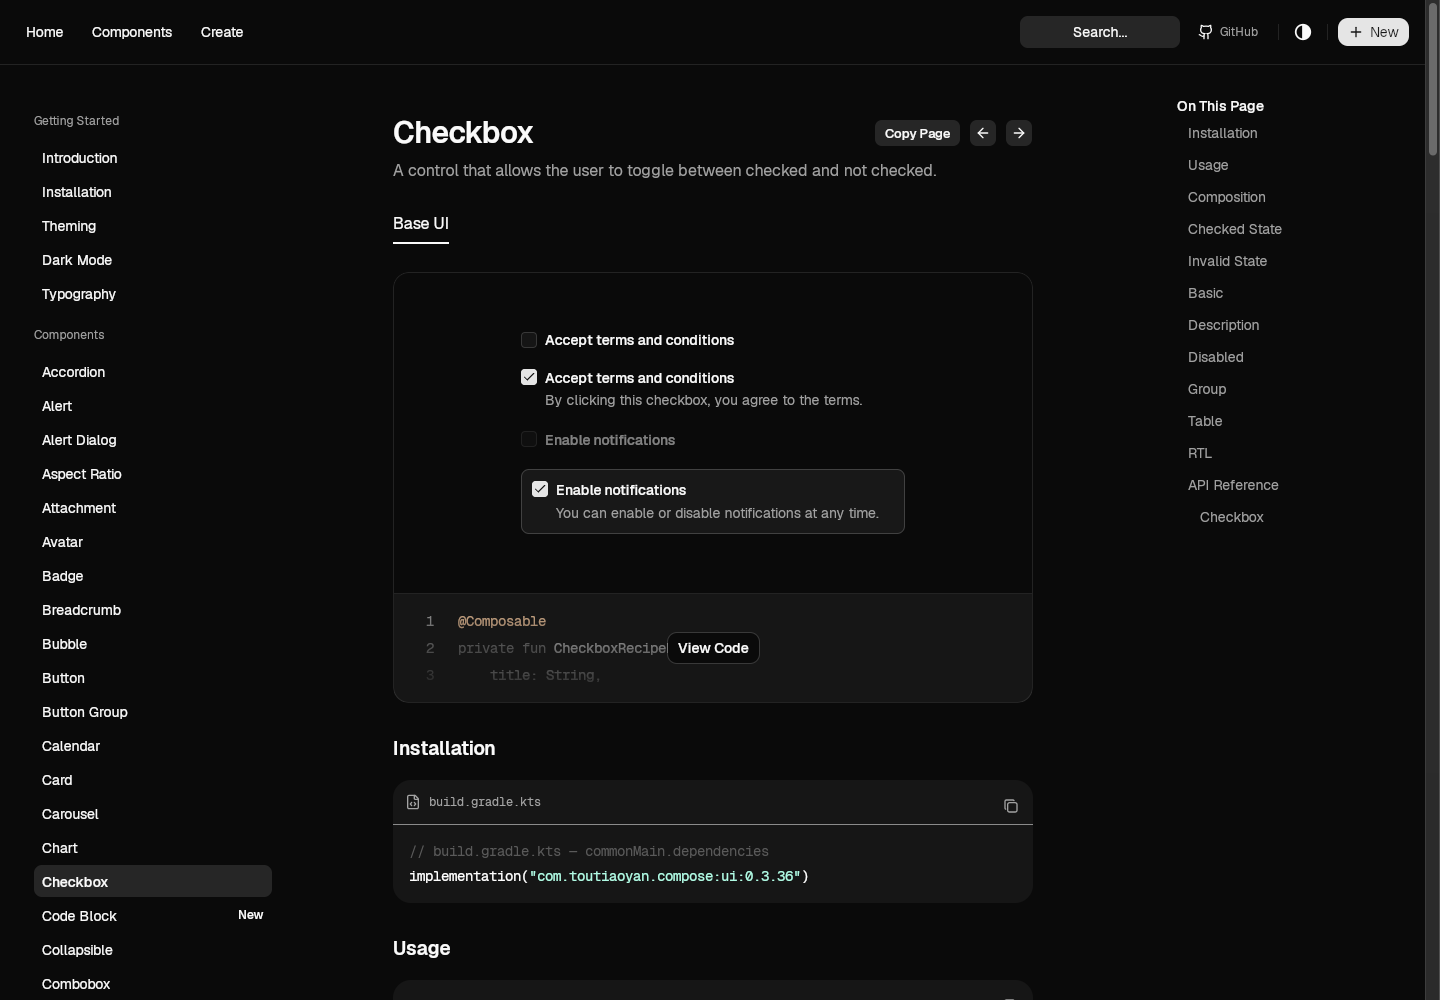 Home
Components
Create
Search...
GitHub
New
Getting Started
Introduction
Installation
Theming
Dark Mode
Typography
Components
Accordion
Alert
Alert Dialog
Aspect Ratio
Attachment
Avatar
Badge
Breadcrumb
Bubble
Button
Button Group
Calendar
Card
Carousel
Chart
Checkbox
Code Block New
Collapsible
Combobox
Checkbox
Copy Page
A control that allows the user to toggle between checked and not checked.
Base UI
Accept terms and conditions
Accept terms and conditions
By clicking this checkbox, you agree to the terms.
Enable notifications
Enable notifications
You can enable or disable notifications at any time.
1 @Composable
2 private fun CheckboxRecipe
View Code
3 title: String,
Installation
build.gradle.kts
// build.gradle.kts — commonMain.dependencies
implementation("com.toutiaoyan.compose:ui:0.3.36")
Usage
On This Page
Installation
Usage
Composition
Checked State
Invalid State
Basic
Description
Disabled
Group
Table
RTL
API Reference
Checkbox